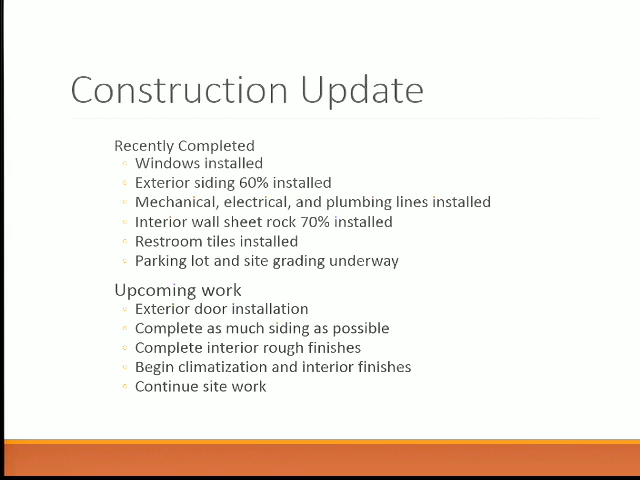 Construction Update
Recently Completed
◦ Windows installed
◦ Exterior siding 60% installed
◦ Mechanical, electrical, and plumbing lines installed
◦ Interior wall sheet rock 70% installed
◦ Restroom tiles installed
◦ Parking lot and site grading underway
Upcoming work
◦ Exterior door installation
◦ Complete as much siding as possible
◦ Complete interior rough finishes
◦ Begin climatization and interior finishes
◦ Continue site work